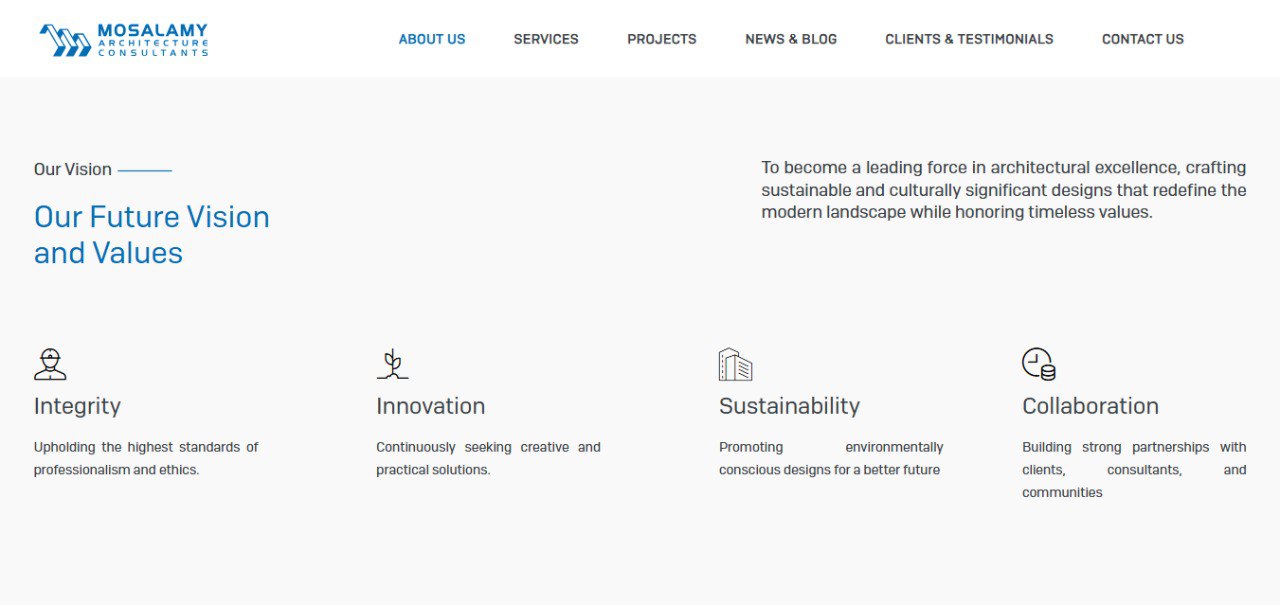 MOSALAMY
ARCHITECTURE
CONSULTANTS
ABOUT US
SERVICES
PROJECTS
NEWS & BLOG
CLIENTS & TESTIMONIALS
CONTACT US
Our Vision
Our Future Vision
and Values
To become a leading force in architectural excellence, crafting
sustainable and culturally significant designs that redefine the
modern landscape while honoring timeless values.
Integrity
Upholding the highest standards of
professionalism and ethics.
Innovation
Continuously seeking creative and
practical solutions.
Sustainability
Promoting environmentally
conscious designs for a better future
Collaboration
Building strong partnerships with
clients, consultants, and
communities